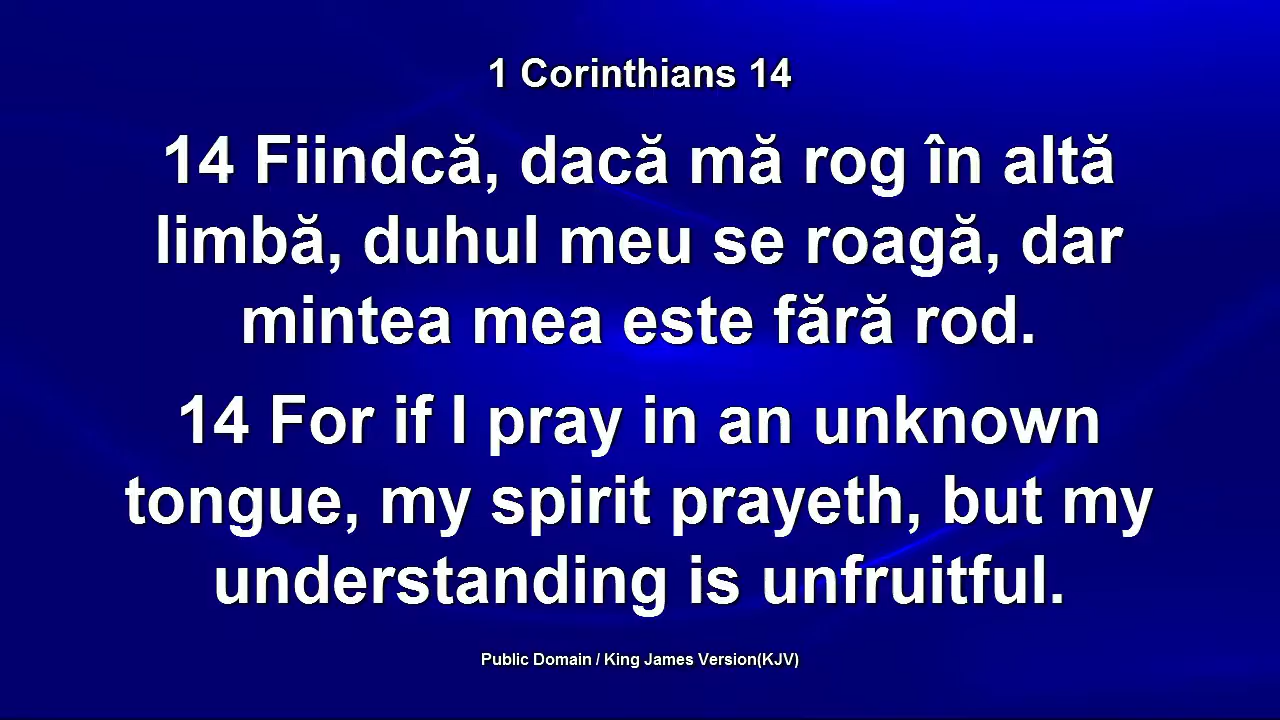 1 Corinthians 14
14 Fiindcă, dacă mă rog în altă
limbă, duhul meu se roagă, dar
mintea mea este fără rod.
14 For if I pray in an unknown
tongue, my spirit prayeth, but my
understanding is unfruitful.
Public Domain / King James Version(KJV)